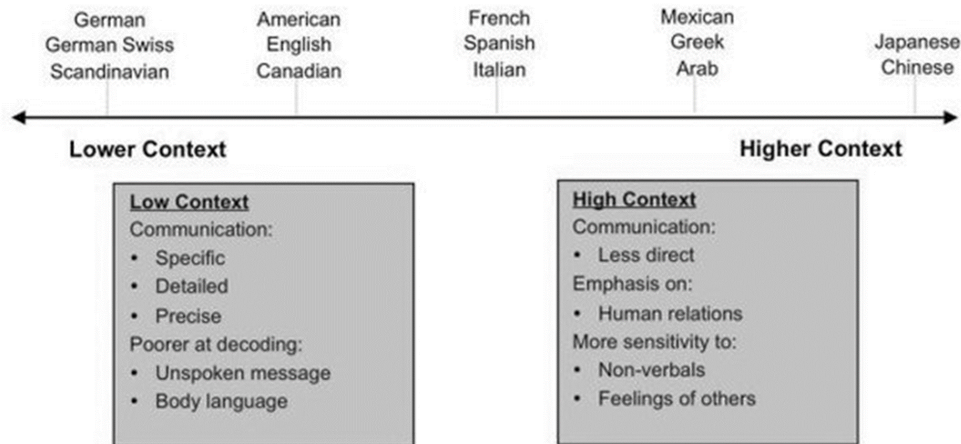 German
German Swiss
Scandinavian
American
English
Canadian
French
Spanish
Italian
Mexican
Greek
Arab
Japanese
Chinese
Lower Context
Higher Context
Low Context
Communication:
• Specific
• Detailed
• Precise
Poorer at decoding:
• Unspoken message
• Body language
High Context
Communication:
• Less direct
Emphasis on:
• Human relations
More sensitivity to:
• Non-verbals
• Feelings of others